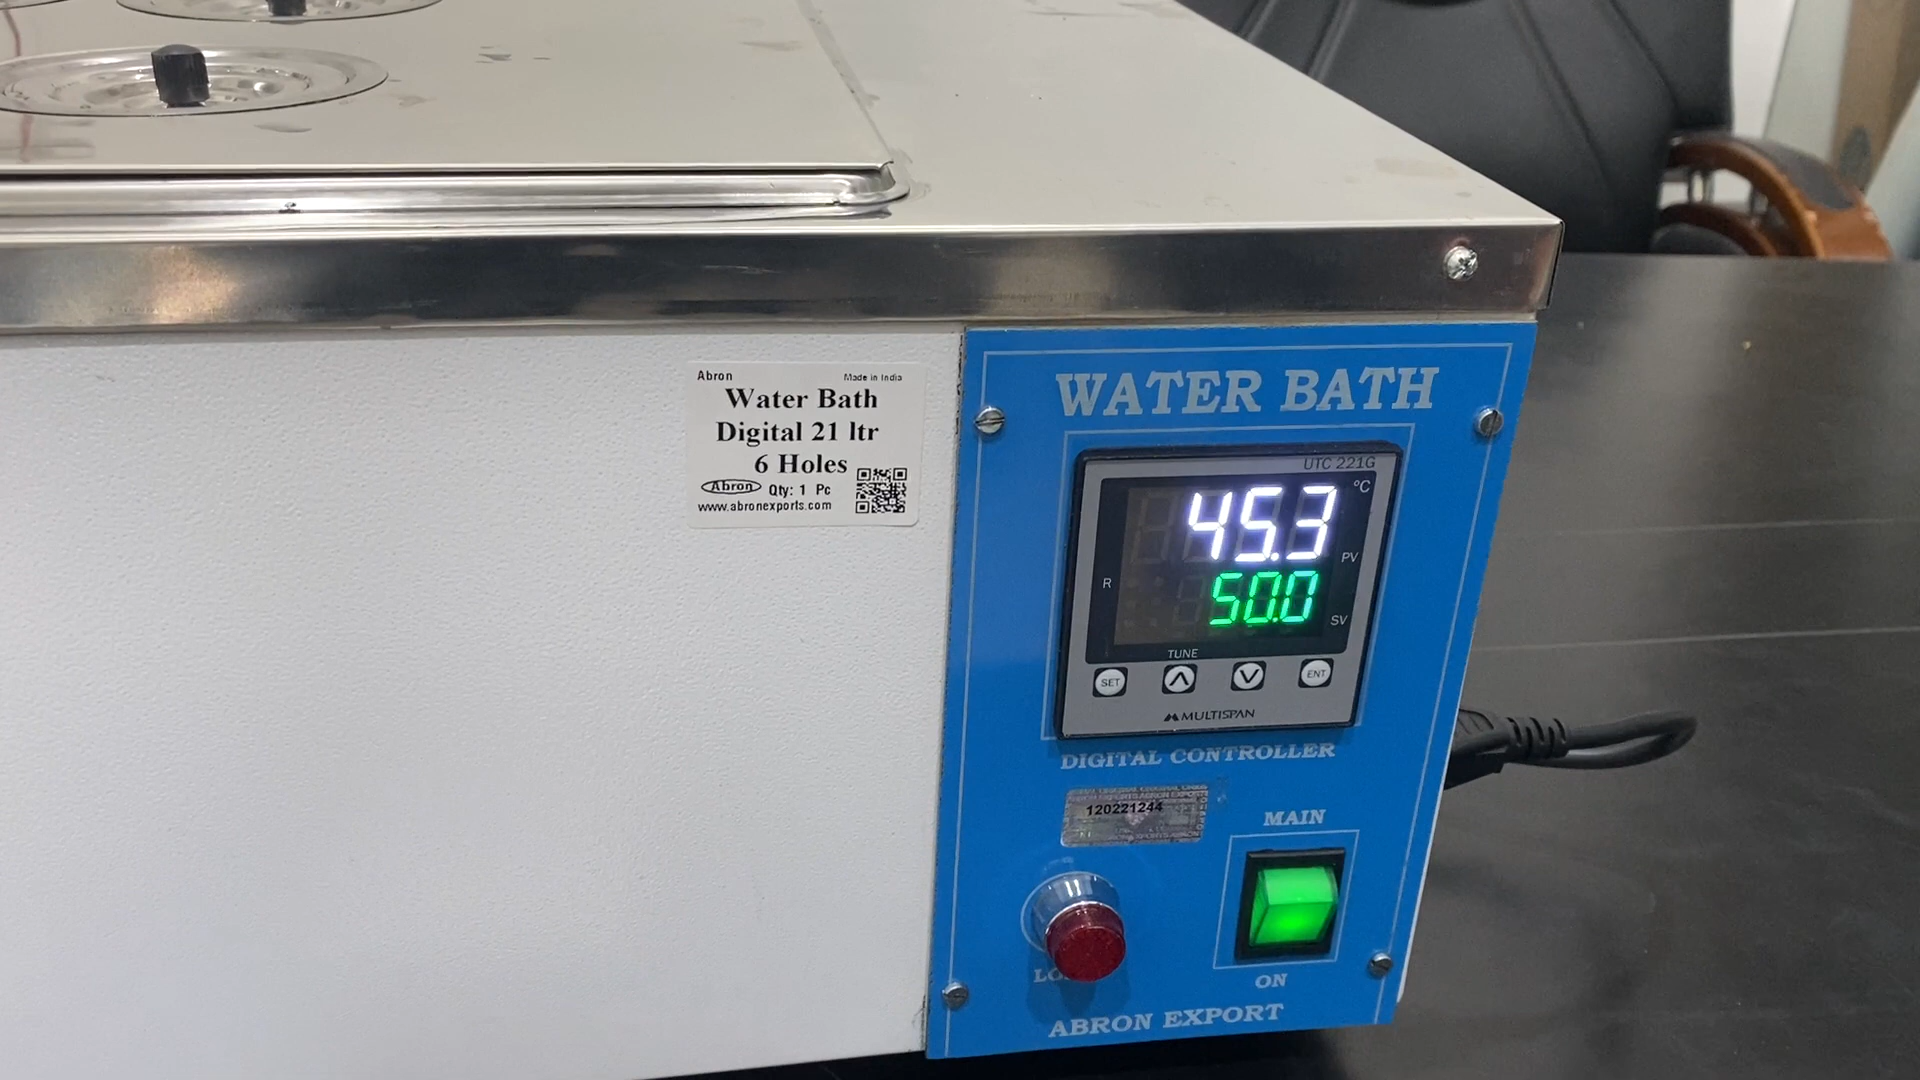 Abron Made in India
Water Bath
Digital 21 ltr
6 Holes
Abron Qty: 1 Pc
www.abronexports.com
WATER BATH
UTC 221G
°C
45.3
PV
R
50.0
SV
TUNE
SET ENT
MULTISPAN
DIGITAL CONTROLLER
120221244
MAIN
ON
ABRON EXPORT